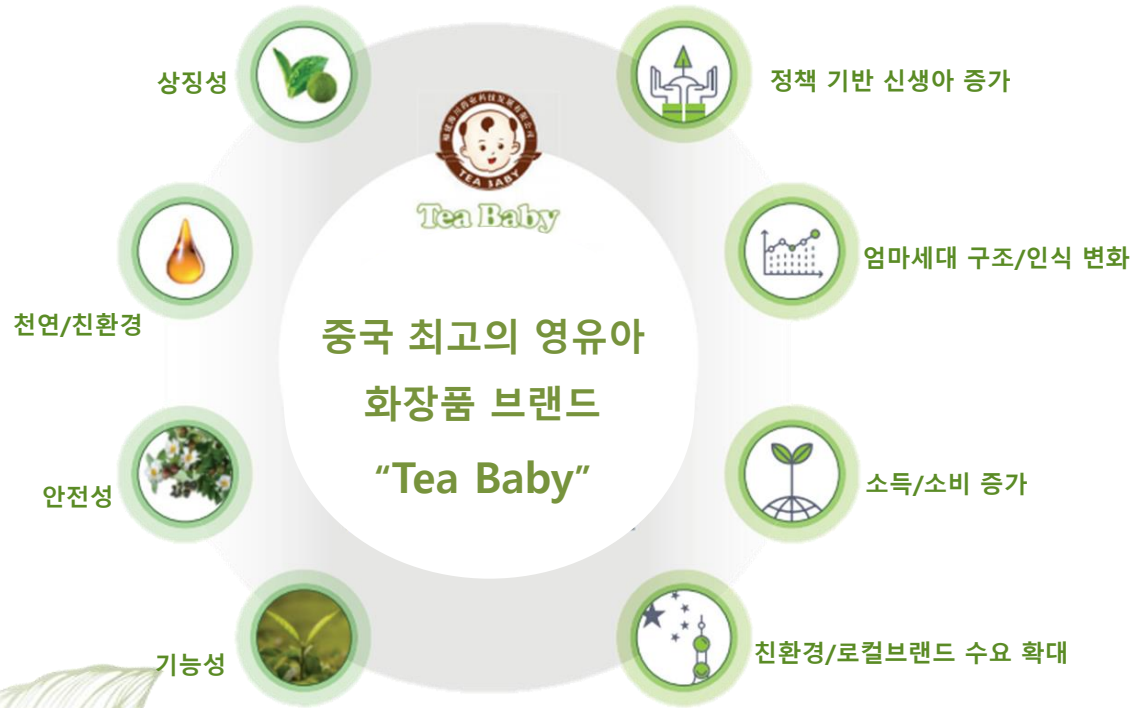 상징성
정책 기반 신생아 증가
TEA BABY
Tea Baby
엄마세대 구조/인식 변화
천연/친환경
중국 최고의 영유아
화장품 브랜드
“Tea Baby”
안전성
소득/소비 증가
기능성
친환경/로컬브랜드 수요 확대